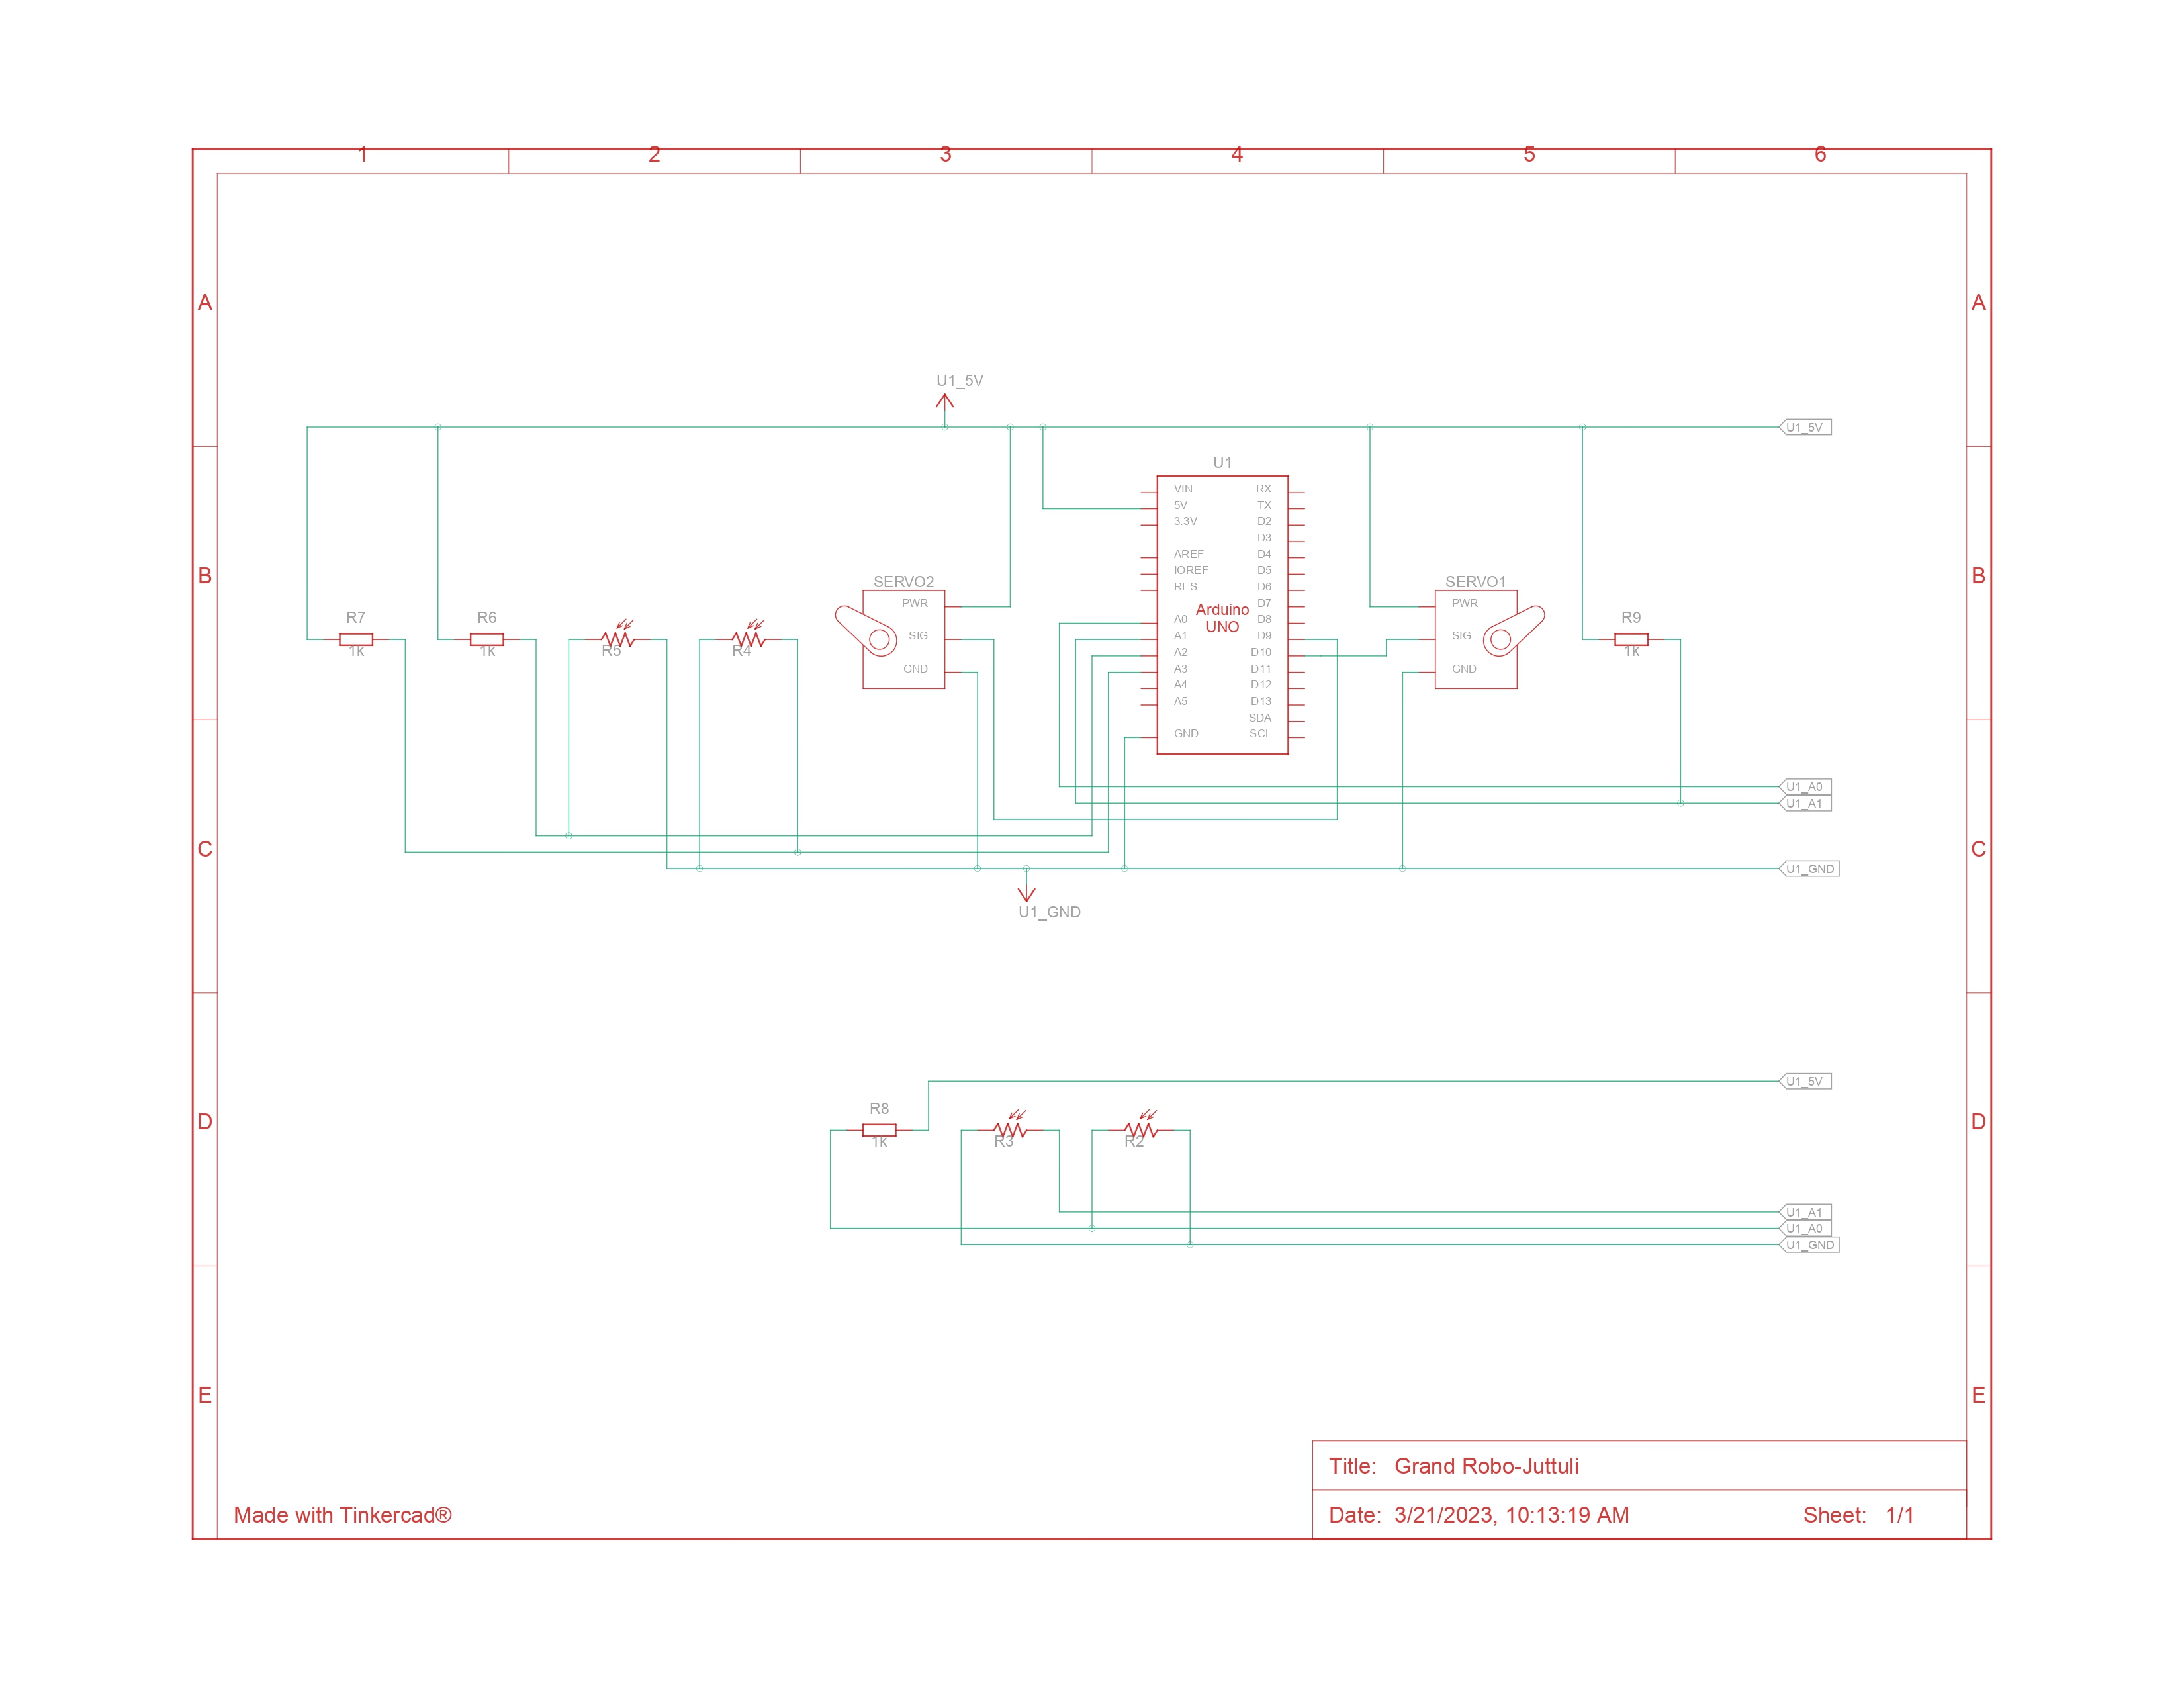 1 2 3 4 5 6
A A
U1_5V
U1_5V
U1
VIN RX
5V TX
3.3V D2
D3
AREF D4
IOREF D5
RES D6
D7
Arduino
UNO
A0 D8
A1 D9
A2 D10
A3 D11
A4 D12
A5 D13
SDA
GND SCL
B B
SERVO2
PWR
SIG
GND
SERVO1
PWR
SIG
GND
R7
1k
R6
1k
R5
R4
R9
1k
U1_A0
U1_A1
C C
U1_GND
U1_GND
U1_5V
D D
R8
1k
R3
R2
U1_A1
U1_A0
U1_GND
E E
Title: Grand Robo-Juttuli
Made with Tinkercad®
Date: 3/21/2023, 10:13:19 AM Sheet: 1/1